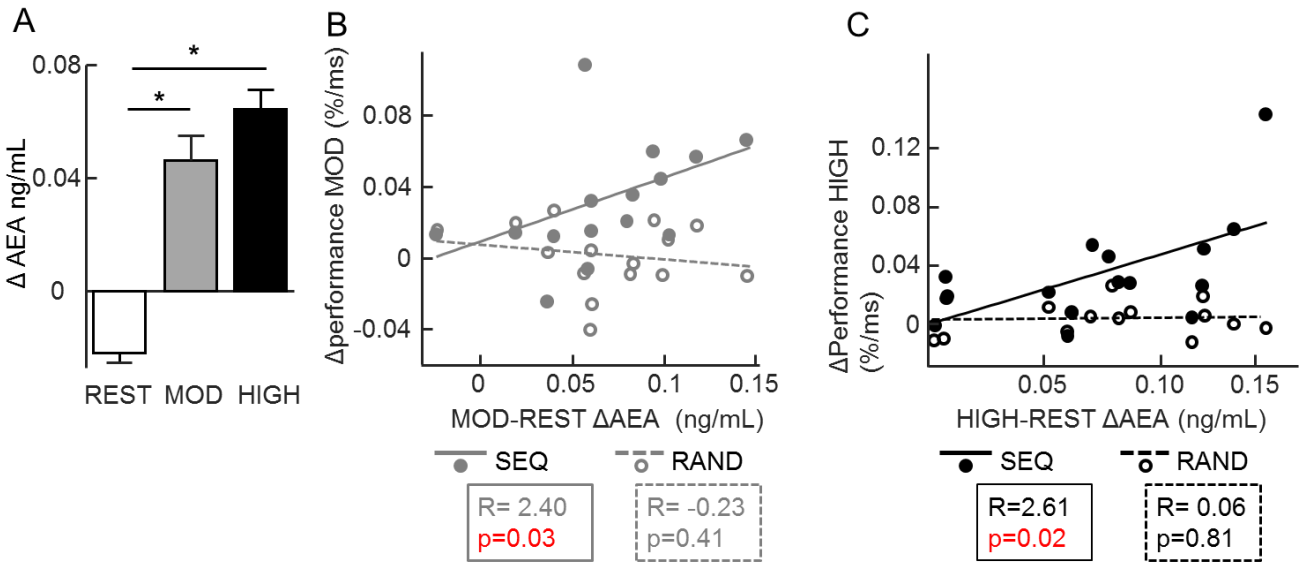 A
*
*
0.08
0.04
0
Δ AEA ng/mL
REST MOD HIGH
B
Δperformance MOD (%/ms)
0.08
0.04
0
-0.04
0 0.05 0.1 0.15
MOD-REST ΔAEA (ng/mL)
SEQ RAND
R= 2.40
p=0.03
R= -0.23
p=0.41
C
ΔPerformance HIGH
(%/ms)
0.12
0.08
0.04
0
0.05 0.10 0.15
HIGH-REST ΔAEA (ng/mL)
SEQ RAND
R=2.61
p=0.02
R= 0.06
p=0.81